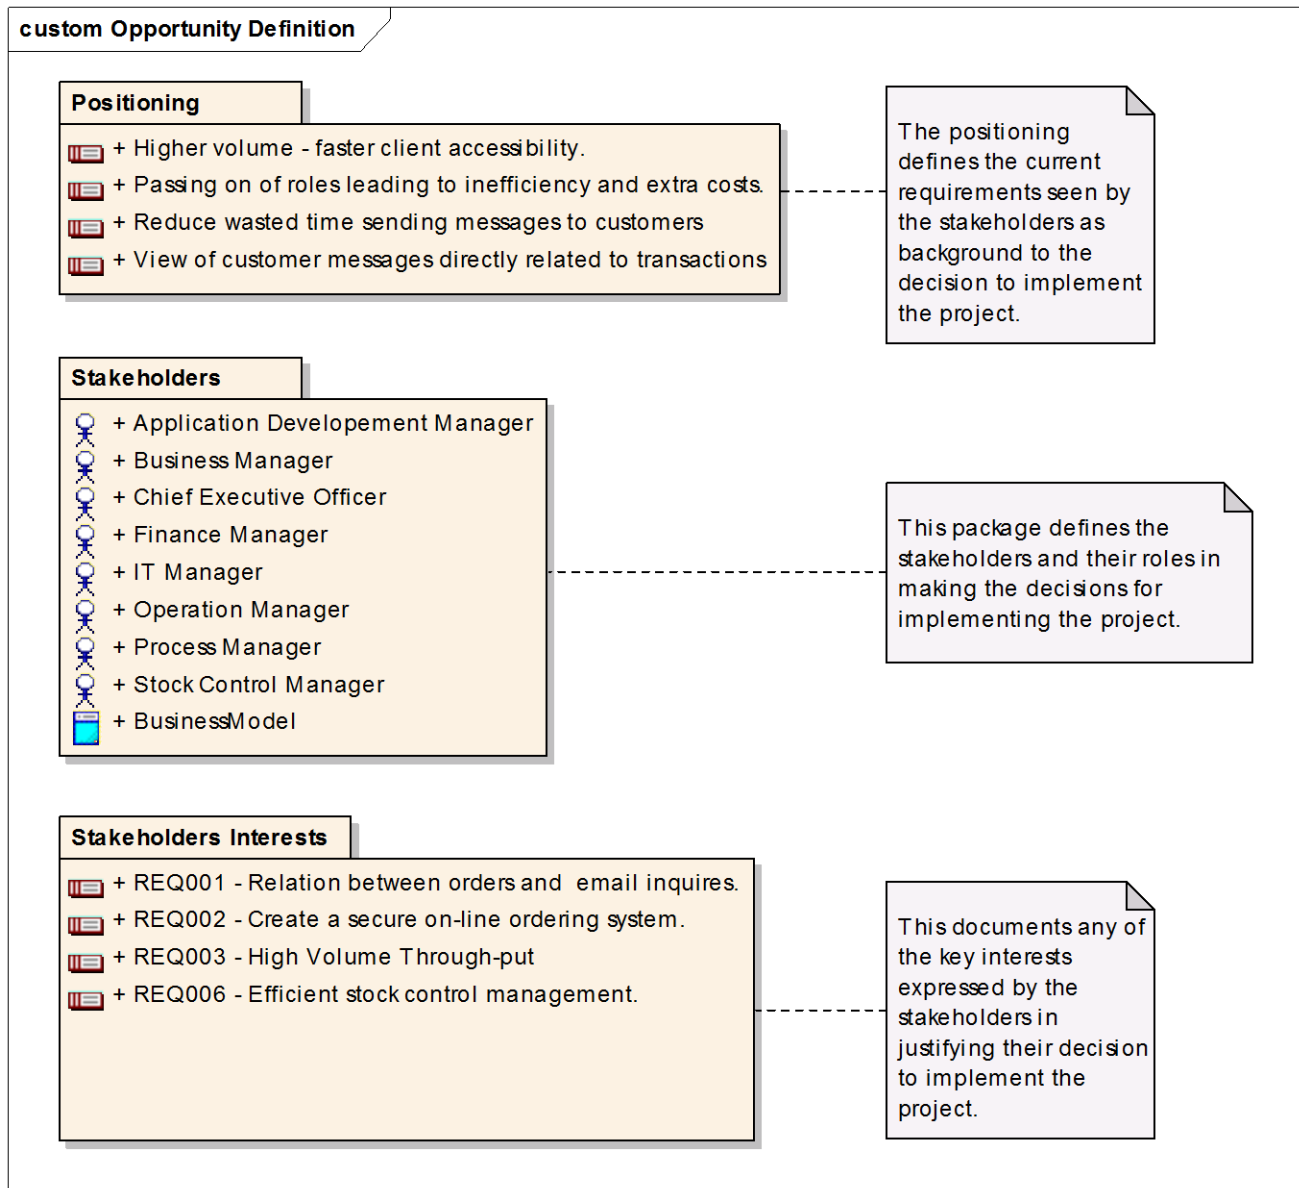 custom Opportunity Definition
Positioning
+ Higher volume - faster client accessibility.
+ Passing on of roles leading to inefficiency and extra costs.
+ Reduce wasted time sending messages to customers
+ View of customer messages directly related to transactions
The positioning
defines the current
requirements seen by
the stakeholders as
background to the
decision to implement
the project.
Stakeholders
+ Application Developement Manager
+ Business Manager
+ Chief Executive Officer
+ Finance Manager
+ IT Manager
+ Operation Manager
+ Process Manager
+ Stock Control Manager
+ BusinessModel
This package defines the
stakeholders and their roles in
making the decisions for
implementing the project.
Stakeholders Interests
+ REQ001 - Relation between orders and  email inquires.
+ REQ002 - Create a secure on-line ordering system.
+ REQ003 - High Volume Through-put
+ REQ006 - Efficient stock control management.
This documents any of
the key interests
expressed by the
stakeholders in
justifying their decision
to implement the
project.